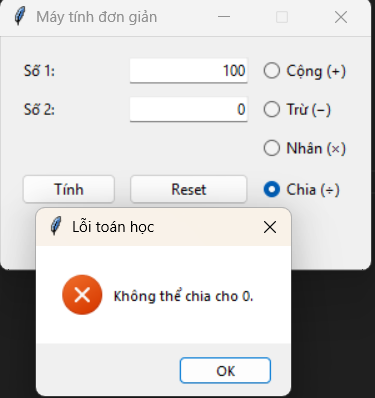 Máy tính đơn giản
Số 1: 100 Cộng (+)
Số 2: 0 Trừ (−)
Nhân (×)
Tính Reset Chia (÷)
Lỗi toán học
Không thể chia cho 0.
OK